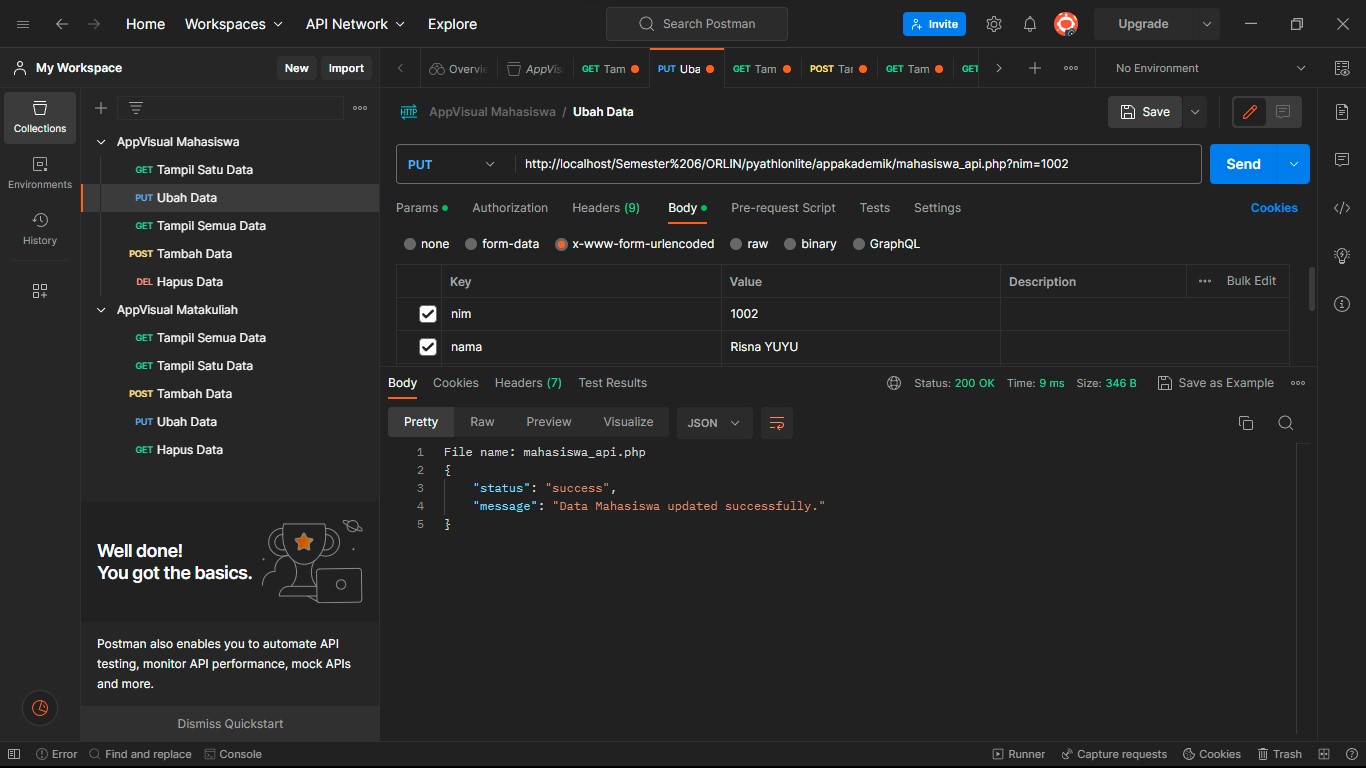 Home Workspaces API Network Explore Search Postman Invite Upgrade
My Workspace New Import Overvie AppVis GET Tam PUT Uba GET Tam POST Tar GET Tam GET No Environment
Collections
Environments
History
AppVisual Mahasiswa
GET Tampil Satu Data
PUT Ubah Data
GET Tampil Semua Data
POST Tambah Data
DEL Hapus Data
AppVisual Matakuliah
GET Tampil Semua Data
GET Tampil Satu Data
POST Tambah Data
PUT Ubah Data
GET Hapus Data
Well done!
You got the basics.
Postman also enables you to automate API
testing, monitor API performance, mock APIs
and more.
Dismiss Quickstart
HTTP AppVisual Mahasiswa / Ubah Data Save
PUT http://localhost/Semester%206/ORLIN/pyathlonlite/appakademik/mahasiswa_api.php?nim=1002 Send
Params Authorization Headers (9) Body Pre-request Script Tests Settings Cookies
none form-data x-www-form-urlencoded raw binary GraphQL
Key Value Description Bulk Edit
nim 1002
nama Risna YUYU
Body Cookies Headers (7) Test Results Status: 200 OK Time: 9 ms Size: 346 B Save as Example
Pretty Raw Preview Visualize JSON
1 File name: mahasiswa_api.php
2 {
3 "status": "success",
4 "message": "Data Mahasiswa updated successfully."
5 }
Error Find and replace Console Runner Capture requests Cookies Trash